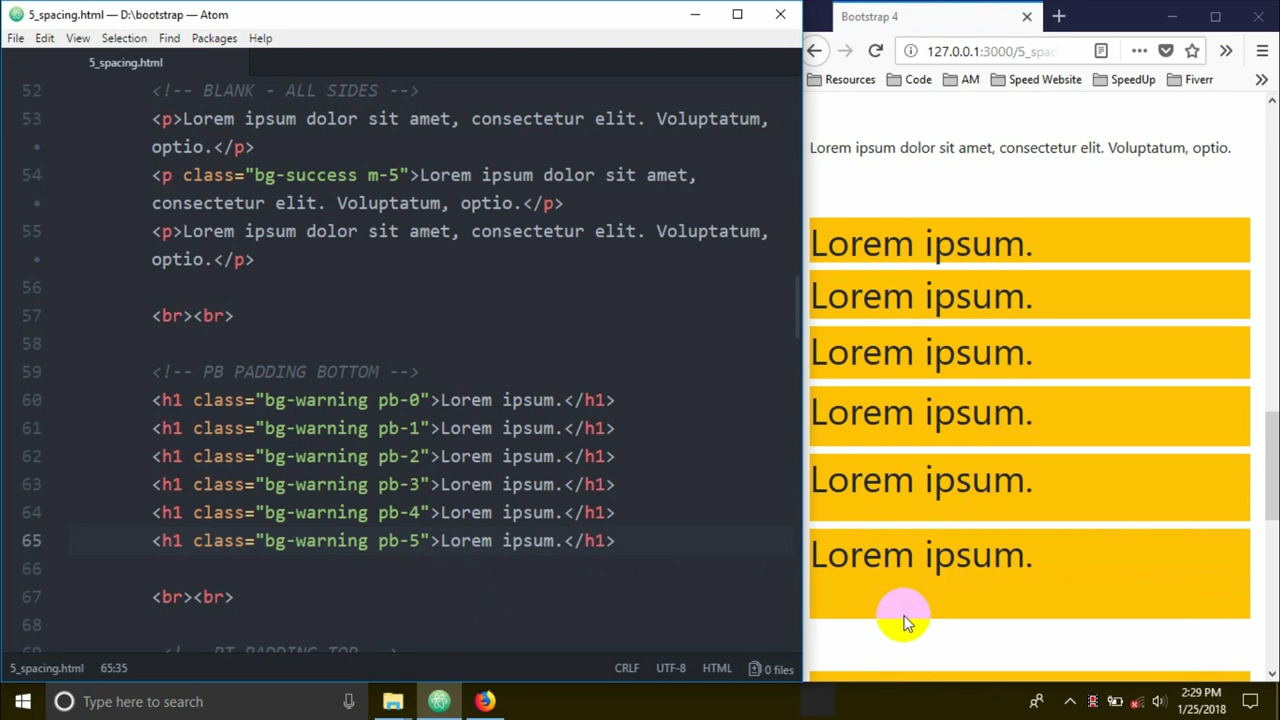 5_spacing.html — D:\bootstrap — Atom
File Edit View Selection Find Packages Help
5_spacing.html
52 <!-- BLANK - ALL SIDES -->
53 <p>Lorem ipsum dolor sit amet, consectetur elit. Voluptatum,
• optio.</p>
54 <p class="bg-success m-5">Lorem ipsum dolor sit amet,
• consectetur elit. Voluptatum, optio.</p>
55 <p>Lorem ipsum dolor sit amet, consectetur elit. Voluptatum,
• optio.</p>
56
57 <br><br>
58
59 <!-- PB PADDING BOTTOM -->
60 <h1 class="bg-warning pb-0">Lorem ipsum.</h1>
61 <h1 class="bg-warning pb-1">Lorem ipsum.</h1>
62 <h1 class="bg-warning pb-2">Lorem ipsum.</h1>
63 <h1 class="bg-warning pb-3">Lorem ipsum.</h1>
64 <h1 class="bg-warning pb-4">Lorem ipsum.</h1>
65 <h1 class="bg-warning pb-5">Lorem ipsum.</h1>
66
67 <br><br>
68
5_spacing.html 65:35 CRLF UTF-8 HTML 0 files
Bootstrap 4
127.0.0.1:3000/5_spac
Resources Code AM Speed Website SpeedUp Fiverr
Lorem ipsum dolor sit amet, consectetur elit. Voluptatum, optio.
Lorem ipsum.
Lorem ipsum.
Lorem ipsum.
Lorem ipsum.
Lorem ipsum.
Lorem ipsum.
Type here to search
2:29 PM
1/25/2018